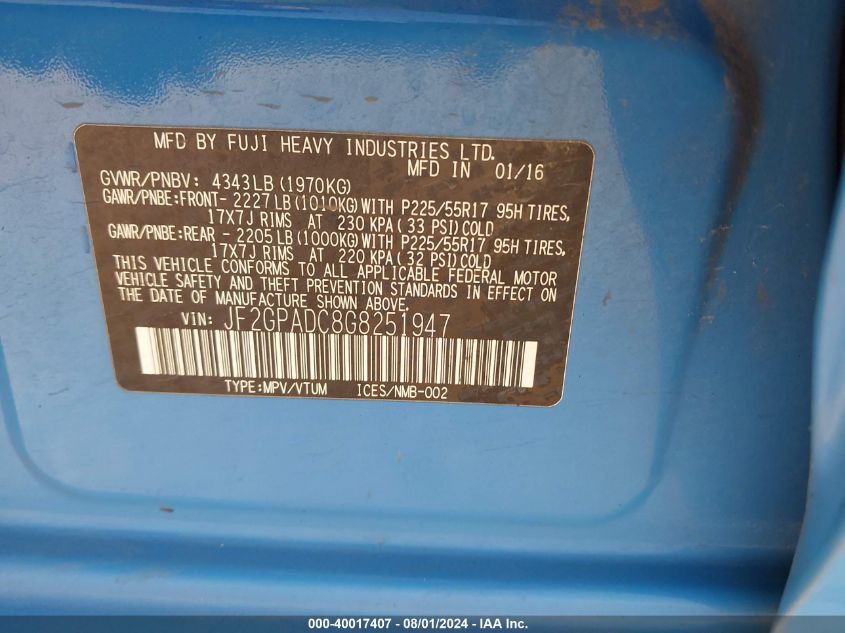 MFD BY FUJI HEAVY INDUSTRIES LTD.
MFD IN 01/16
GVWR/PNBV: 4343LB (1970KG)
GAWR/PNBE:FRONT- 2227LB(1010KG)WITH P225/55R17 95H TIRES,
17X7J RIMS AT 230 KPA(33 PSI)COLD
GAWR/PNBE:REAR - 2205LB(1000KG)WITH P225/55R17 95H TIRES,
17X7J RIMS AT 220 KPA(32 PSI)COLD
THIS VEHICLE CONFORMS TO ALL APPLICABLE FEDERAL MOTOR
VEHICLE SAFETY AND THEFT PREVENTION STANDARDS IN EFFECT ON
THE DATE OF MANUFACTURE SHOWN ABOVE.
VIN: JF2GPADC8G8251947
TYPE:MPV/VTUM ICES/NMB-002
000-40017407 - 08/01/2024 - IAA Inc.